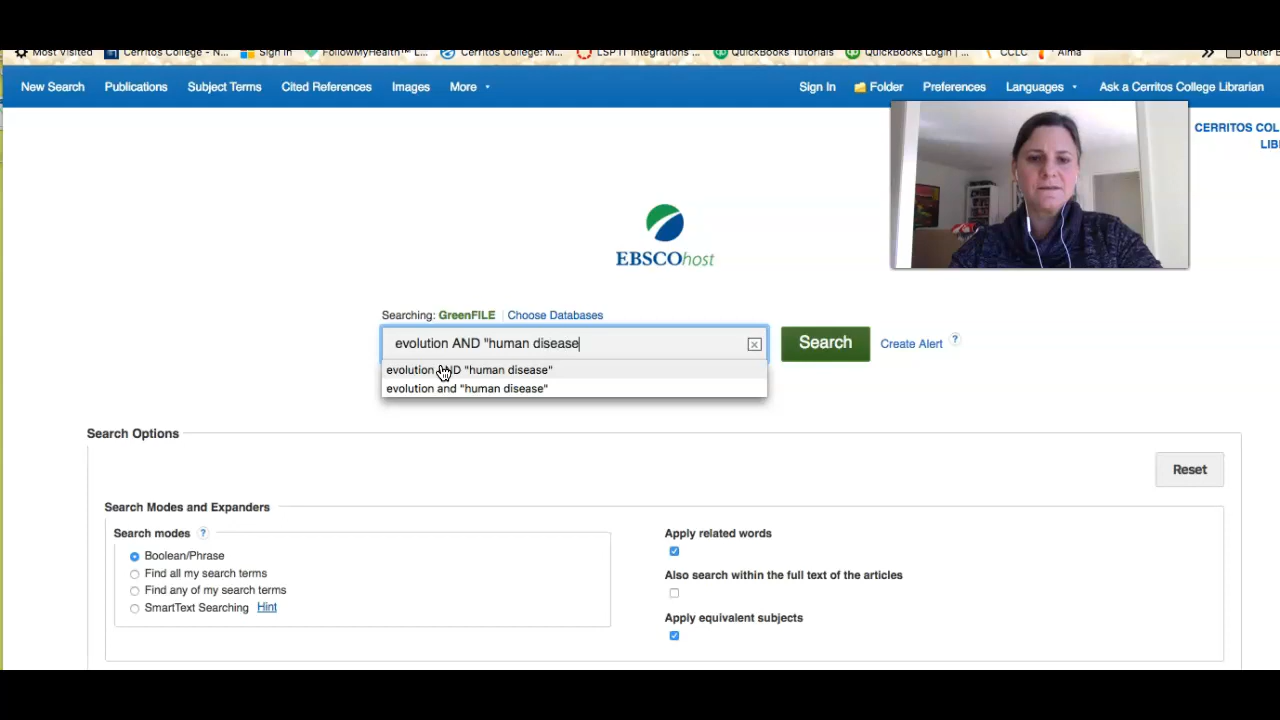 Most Visited Cerritos College - N... Sign In FollowMyHealth™ L... Cerritos College: M... LSP IT Integrations ... QuickBooks Tutorials QuickBooks Login | ... CCLC Alma » Other
New Search Publications Subject Terms Cited References Images More Sign In Folder Preferences Languages Ask a Cerritos College Librarian
CERRITOS COL
LIB
EBSCOhost
Searching: GreenFILE Choose Databases
evolution AND "human disease Search Create Alert ?
evolution AND "human disease"
evolution and "human disease"
Search Options
Reset
Search Modes and Expanders
Search modes ? Apply related words
Boolean/Phrase
Find all my search terms Also search within the full text of the articles
Find any of my search terms
SmartText Searching Hint Apply equivalent subjects